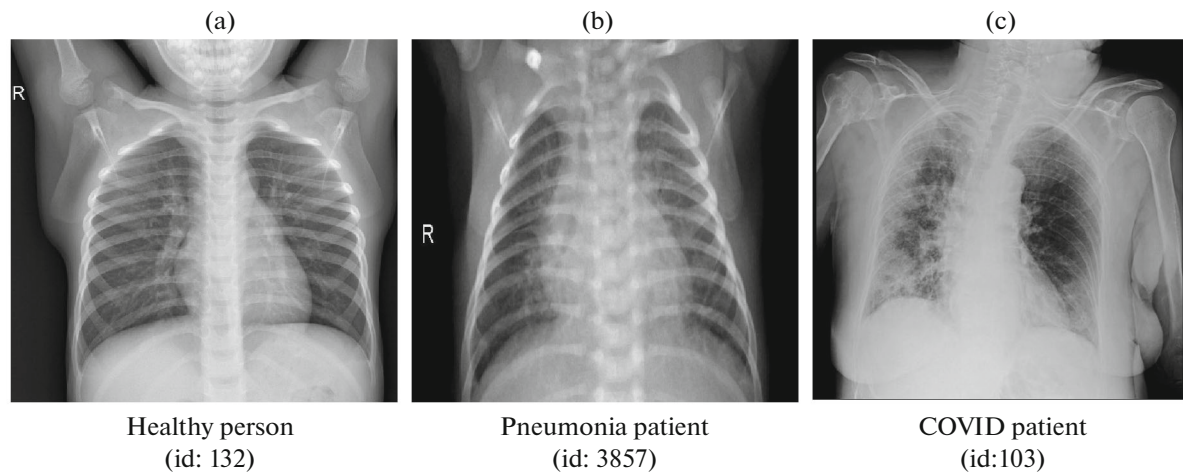 (a)
(b)
(c)
R
R
Healthy person
(id: 132)
Pneumonia patient
(id: 3857)
COVID patient
(id:103)